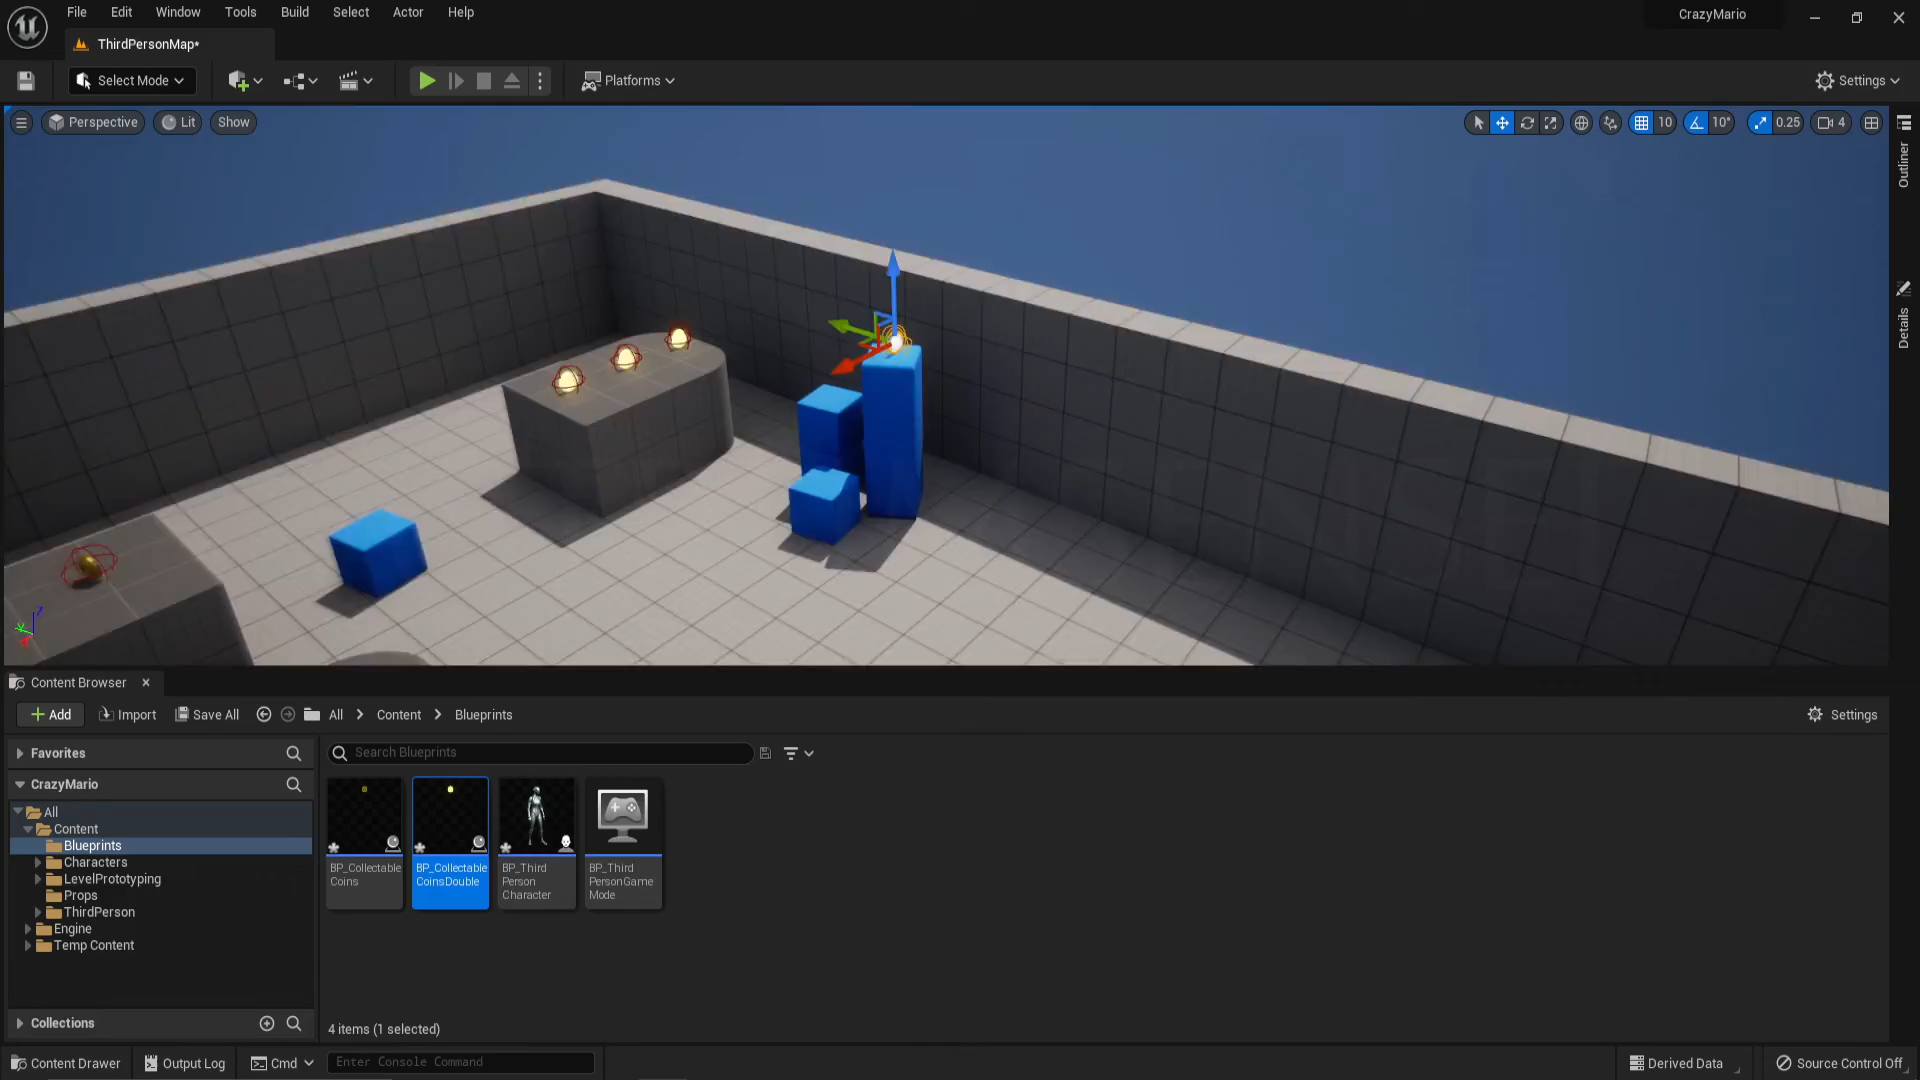 File Edit Window Tools Build Select Actor Help
CrazyMario
ThirdPersonMap*
Select Mode
Platforms
Settings
Perspective Lit Show
10 10° 0.25 4
Outliner
Details
Content Browser
Add Import Save All All Content Blueprints Settings
Favorites
Search Blueprints
CrazyMario
All
Content
Blueprints
Characters
LevelPrototyping
Props
ThirdPerson
Engine
Temp Content
BP_Collectable
Coins
BP_Collectable
CoinsDouble
BP_Third
Person
Character
BP_Third
PersonGame
Mode
Collections
4 items (1 selected)
Content Drawer Output Log Cmd Enter Console Command Derived Data Source Control Off